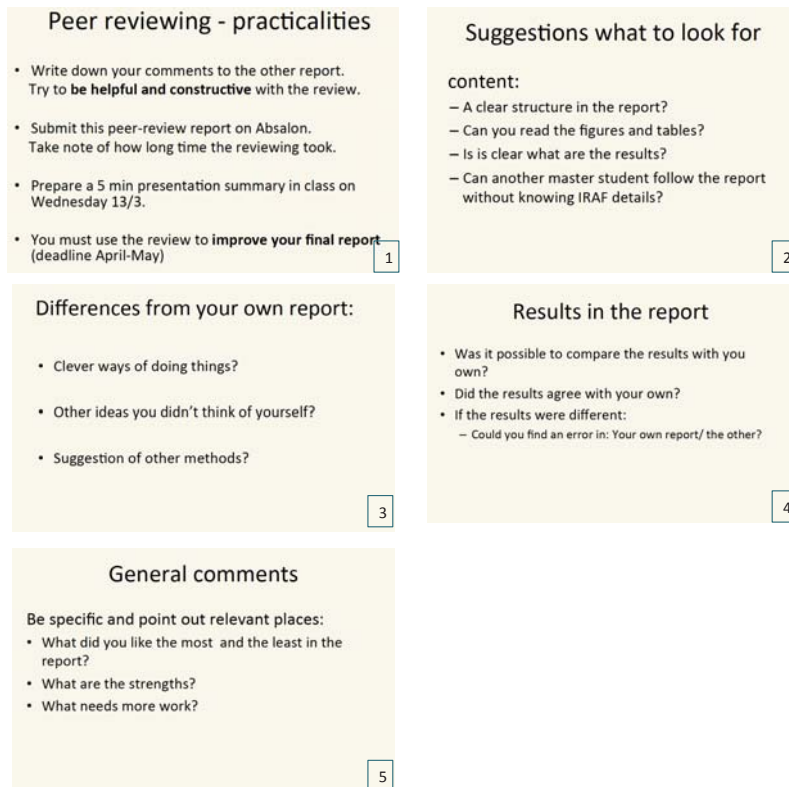 Peer reviewing - practicalities
• Write down your comments to the other report.
Try to be helpful and constructive with the review.
• Submit this peer-review report on Absalon.
Take note of how long time the reviewing took.
• Prepare a 5 min presentation summary in class on
Wednesday 13/3.
• You must use the review to improve your final report
(deadline April-May)
1
Suggestions what to look for
content:
– A clear structure in the report?
– Can you read the figures and tables?
– Is is clear what are the results?
– Can another master student follow the report
without knowing IRAF details?
2
Differences from your own report:
• Clever ways of doing things?
• Other ideas you didn't think of yourself?
• Suggestion of other methods?
3
Results in the report
• Was it possible to compare the results with you
own?
• Did the results agree with your own?
• If the results were different:
– Could you find an error in: Your own report/ the other?
4
General comments
Be specific and point out relevant places:
• What did you like the most and the least in the
report?
• What are the strengths?
• What needs more work?
5